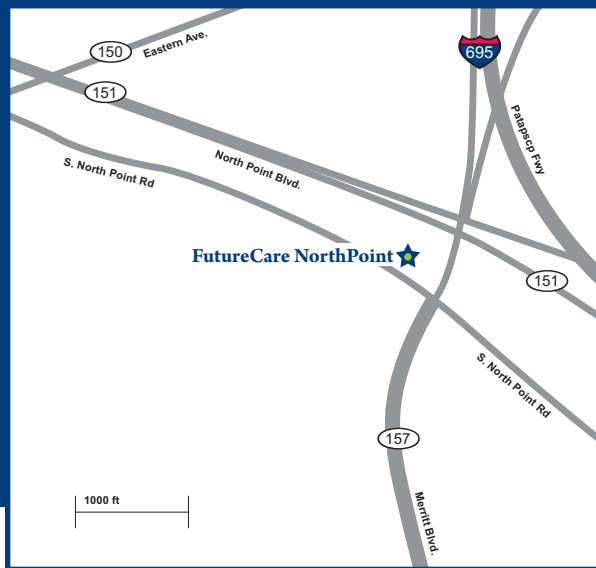 150
Eastern Ave.
695
151
Patapscp Fwy
North Point Blvd.
S. North Point Rd
FutureCare NorthPoint
151
S. North Point Rd
157
1000 ft
Merritt Blvd.